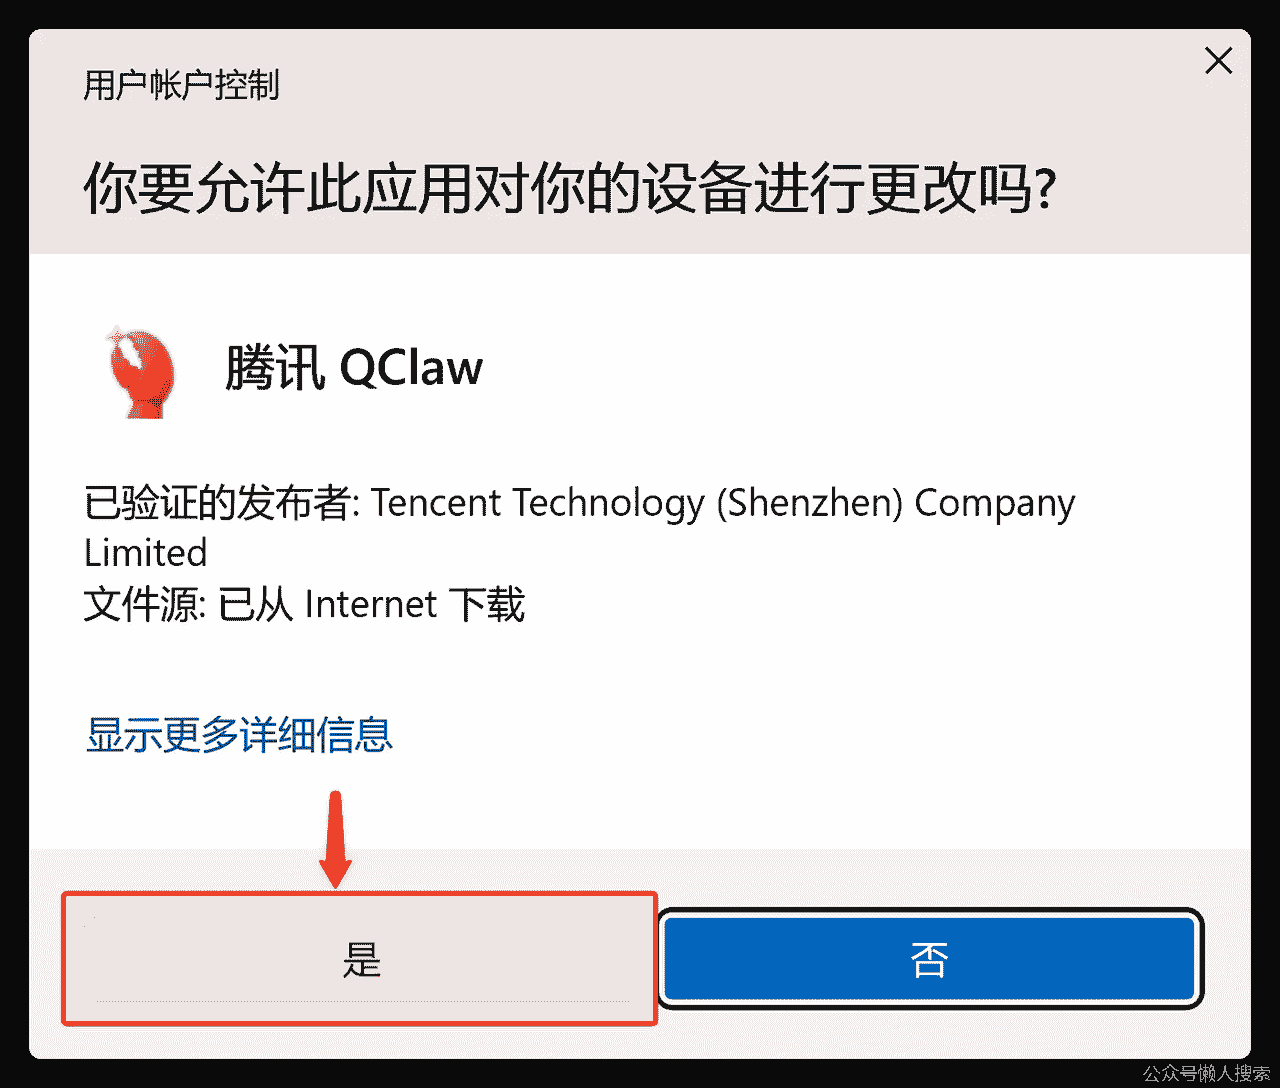 用户帐户控制
你要允许此应用对你的设备进行更改吗?
腾讯 QClaw
已验证的发布者: Tencent Technology (Shenzhen) Company
Limited
文件源: 已从 Internet 下载
显示更多详细信息
是
否
公众号懒人搜索